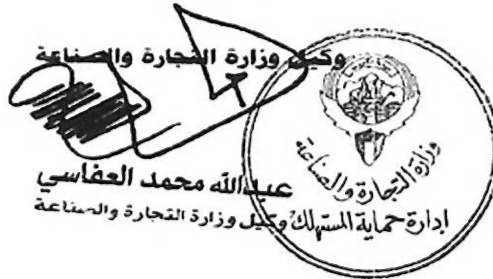 وكيل وزارة التجارة والصناعة
عبدالله محمد العفاسي
وكيل وزارة التجارة والصناعة
وزارة التجارة والصناعة
ادارة حماية المستهلك